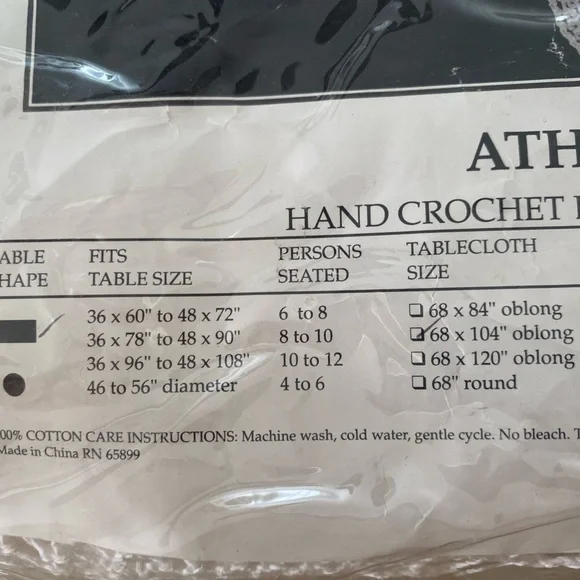 ATH
HAND CROCHET
ABLE HAPE FITS TABLE SIZE PERSONS SEATED TABLECLOTH SIZE
36 x 60" to 48 x 72" 6 to 8 ❏ 68 x 84" oblong
36 x 78" to 48 x 90" 8 to 10 ❏ 68 x 104" oblong
36 x 96" to 48 x 108" 10 to 12 ❏ 68 x 120" oblong
46 to 56" diameter 4 to 6 ❏ 68" round
00% COTTON CARE INSTRUCTIONS: Machine wash, cold water, gentle cycle. No bleach. T
Made in China RN 65899